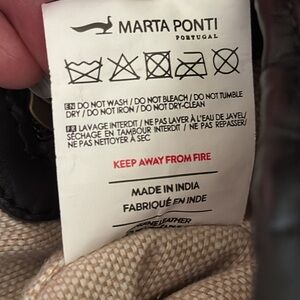 MARTA PONTI
PORTUGAL
EN DO NOT WASH / DO NOT BLEACH / DO NOT TUMBLE
DRY / DO NOT IRON / DO NOT DRY-CLEAN
FR LAVAGE INTERDIT / NE PAS LAVER À L'EAU DE JAVEL/
SÉCHAGE EN TAMBOUR INTERDIT / NE PAS REPASSER/
NE PAS NETTOYER À SEC
KEEP AWAY FROM FIRE
MADE IN INDIA
FABRIQUÉ EN INDE
LEATHER